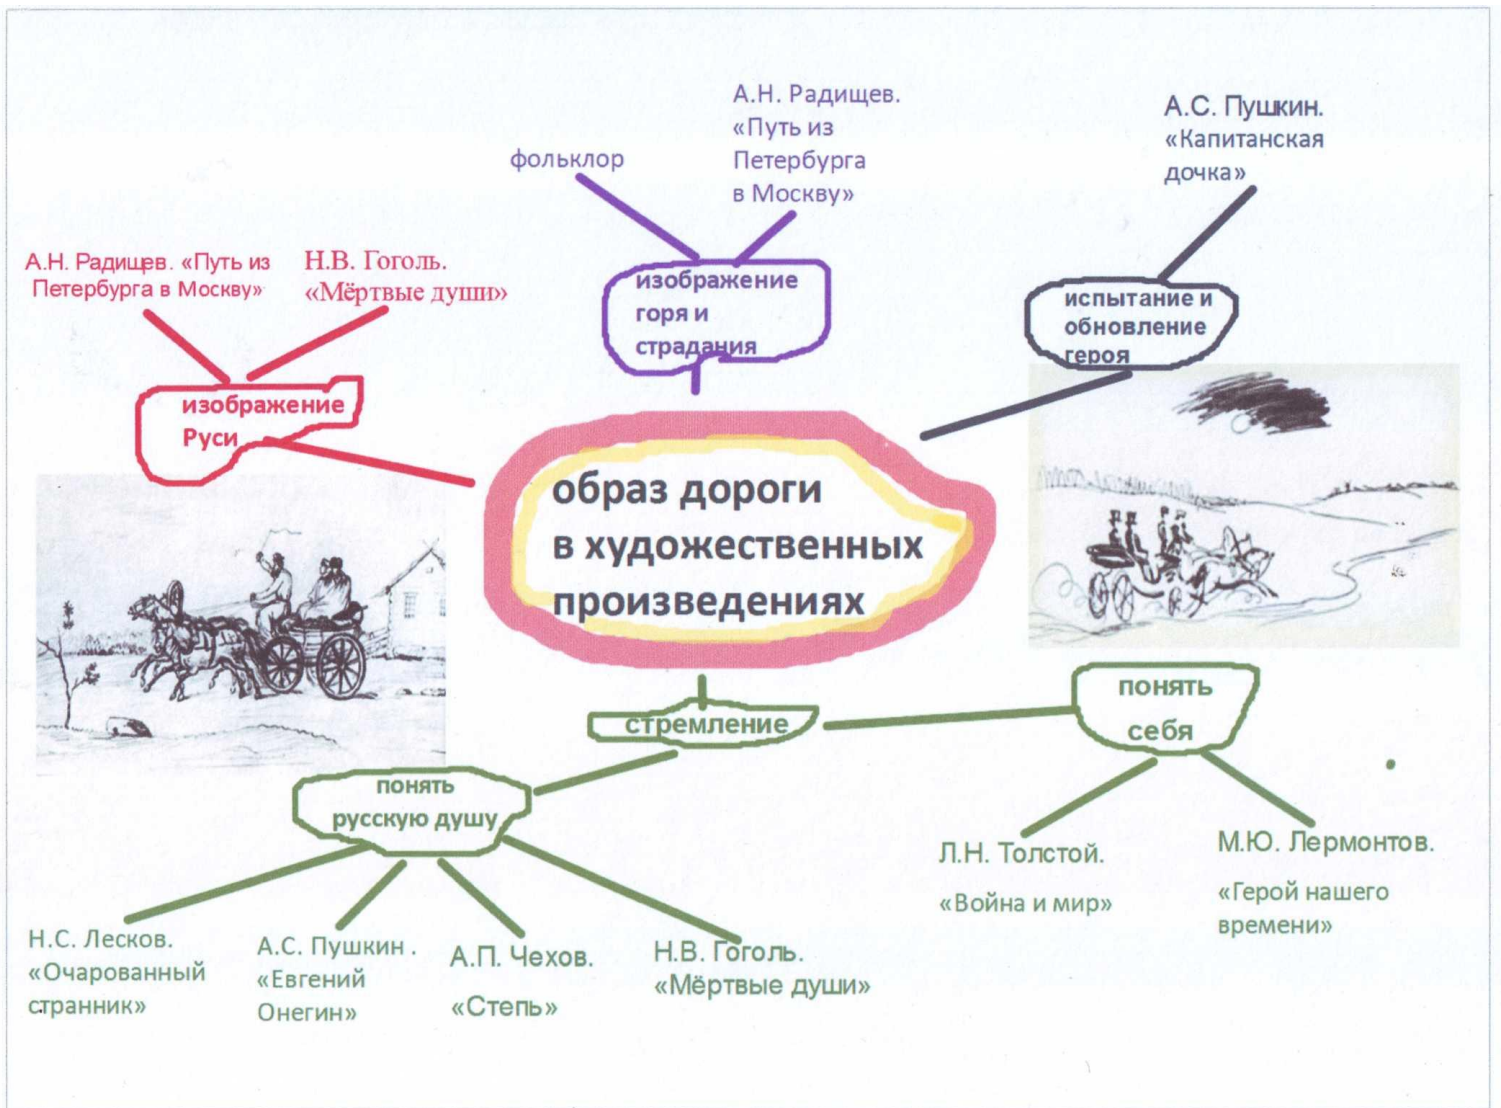 А.Н. Радищев.
«Путь из
Петербурга
в Москву»
фольклор
А.С. Пушкин.
«Капитанская
дочка»
А.Н. Радищев. «Путь из
Петербурга в Москву»
Н.В. Гоголь.
«Мёртвые души»
изображение
горя и
страдания
испытание и
обновление
героя
изображение
Руси
образ дороги
в художественных
произведениях
стремление
понять
себя
понять
русскую душу
Л.Н. Толстой.
«Война и мир»
М.Ю. Лермонтов.
«Герой нашего
времени»
Н.С. Лесков.
«Очарованный
странник»
А.С. Пушкин .
«Евгений
Онегин»
А.П. Чехов.
«Степь»
Н.В. Гоголь.
«Мёртвые души»